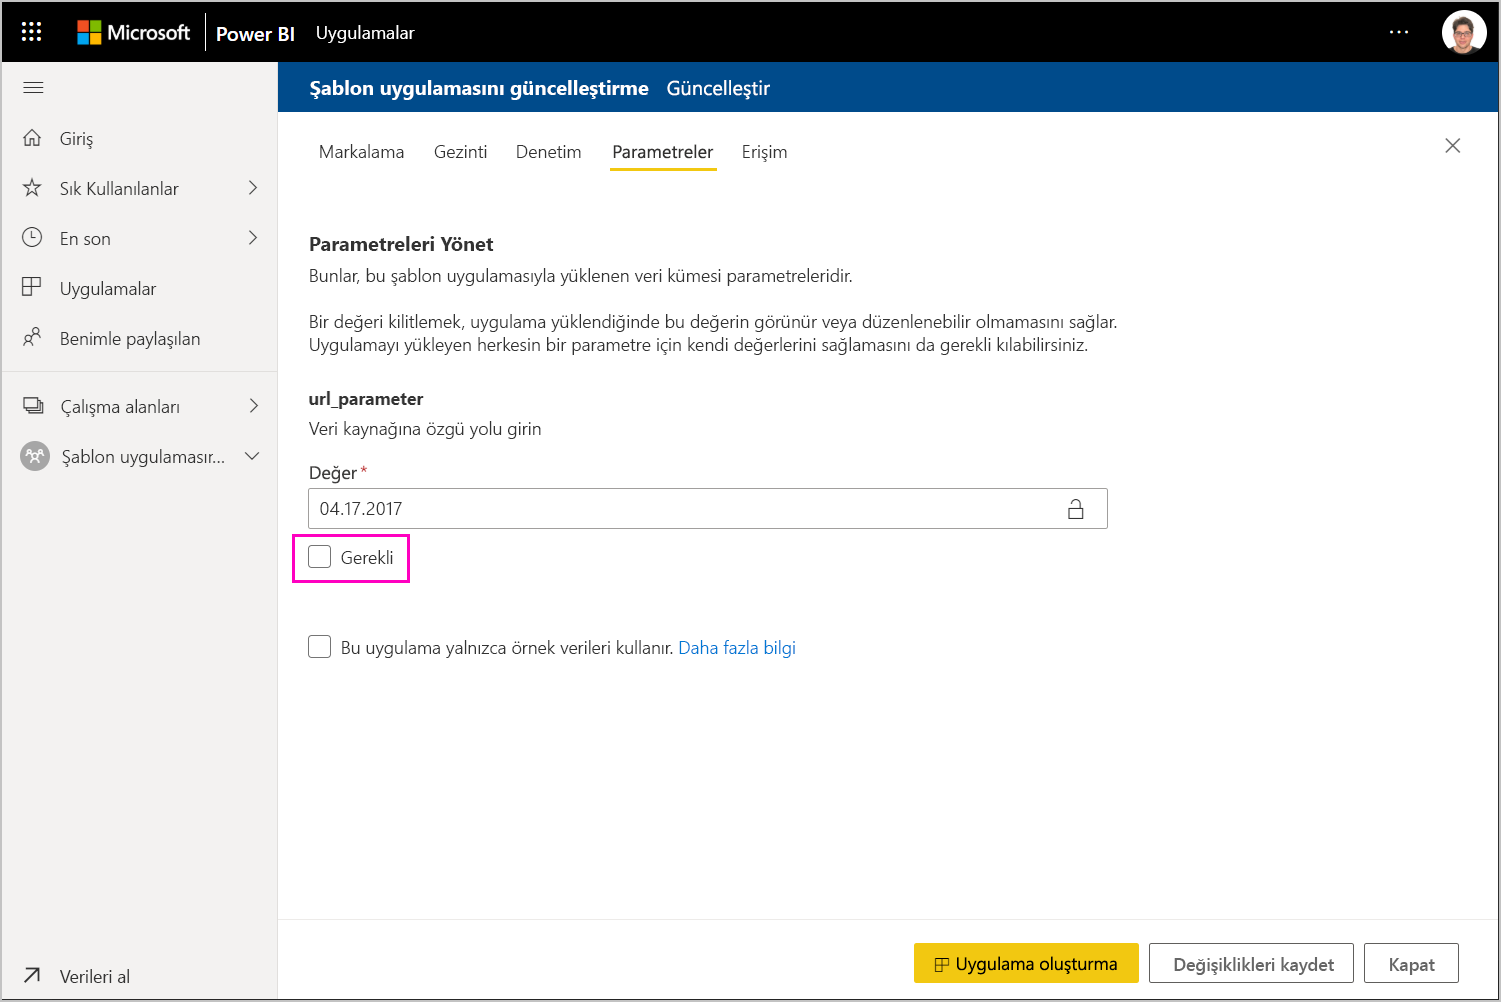 Microsoft Power BI Uygulamalar
Şablon uygulamasını güncelleştirme Güncelleştir
Giriş
Sık Kullanılanlar
En son
Uygulamalar
Benimle paylaşılan
Çalışma alanları
Şablon uygulamasır...
Verileri al
Markalama Gezinti Denetim Parametreler Erişim
Parametreleri Yönet
Bunlar, bu şablon uygulamasıyla yüklenen veri kümesi parametreleridir.
Bir değeri kilitlemek, uygulama yüklendiğinde bu değerin görünür veya düzenlenebilir olmamasını sağlar.
Uygulamayı yükleyen herkesin bir parametre için kendi değerlerini sağlamasını da gerekli kılabilirsiniz.
url_parameter
Veri kaynağına özgü yolu girin
Değer *
04.17.2017
Gerekli
Bu uygulama yalnızca örnek verileri kullanır. Daha fazla bilgi
Uygulama oluşturma Değişiklikleri kaydet Kapat